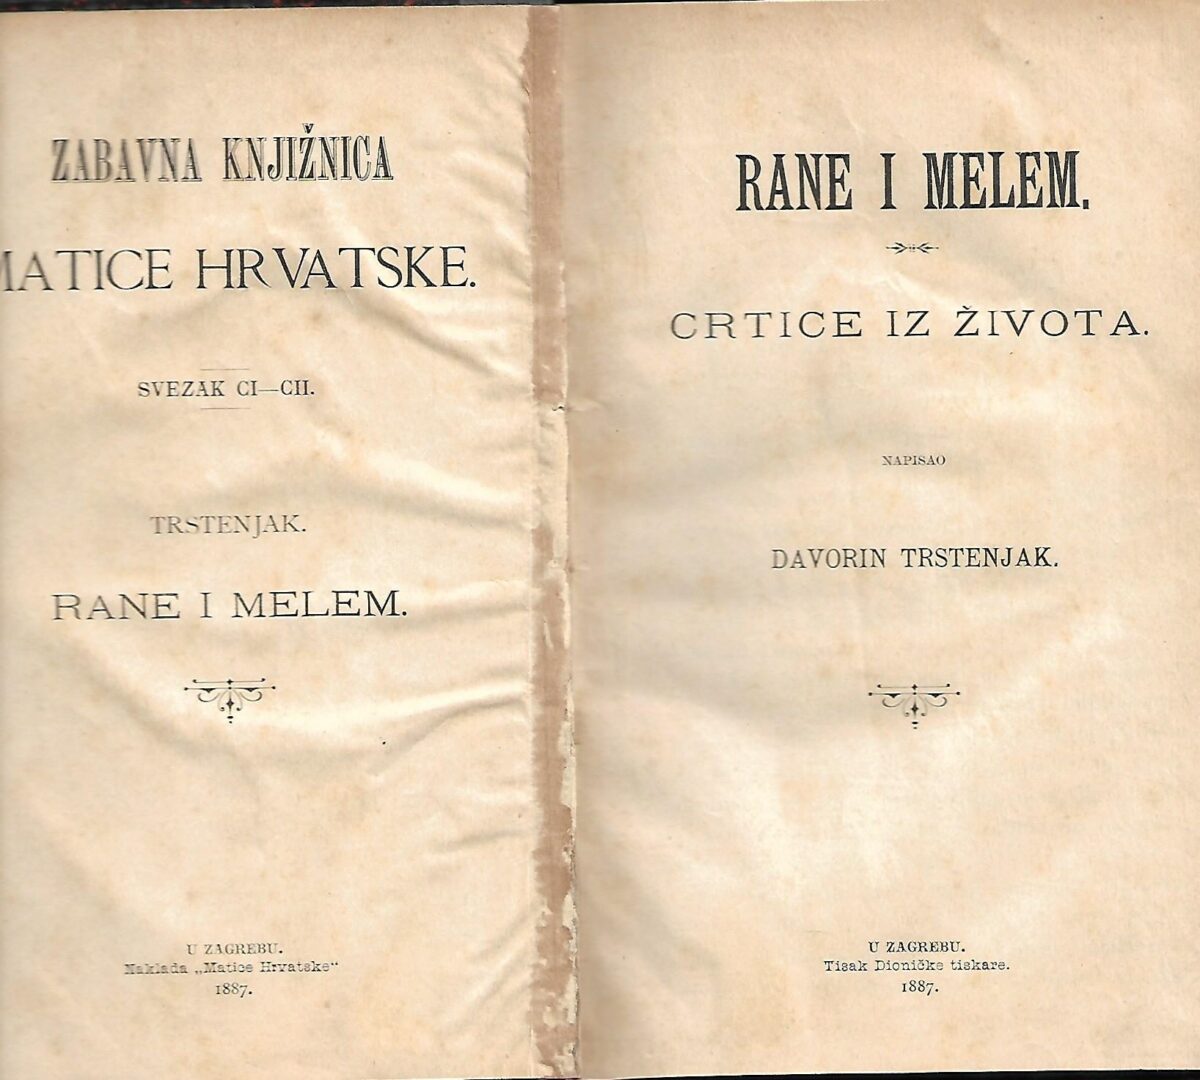 ZABAVNA KNJIŽNICA
MATICE HRVATSKE.
SVEZAK CI—CII.
TRSTENJAK.
RANE I MELEM.
U ZAGREBU.
Naklada „Matice Hrvatske“
1887.
RANE I MELEM.
CRTICE IZ ŽIVOTA.
NAPISAO
DAVORIN TRSTENJAK.
U ZAGREBU.
Tisak Dioničke tiskare.
1887.